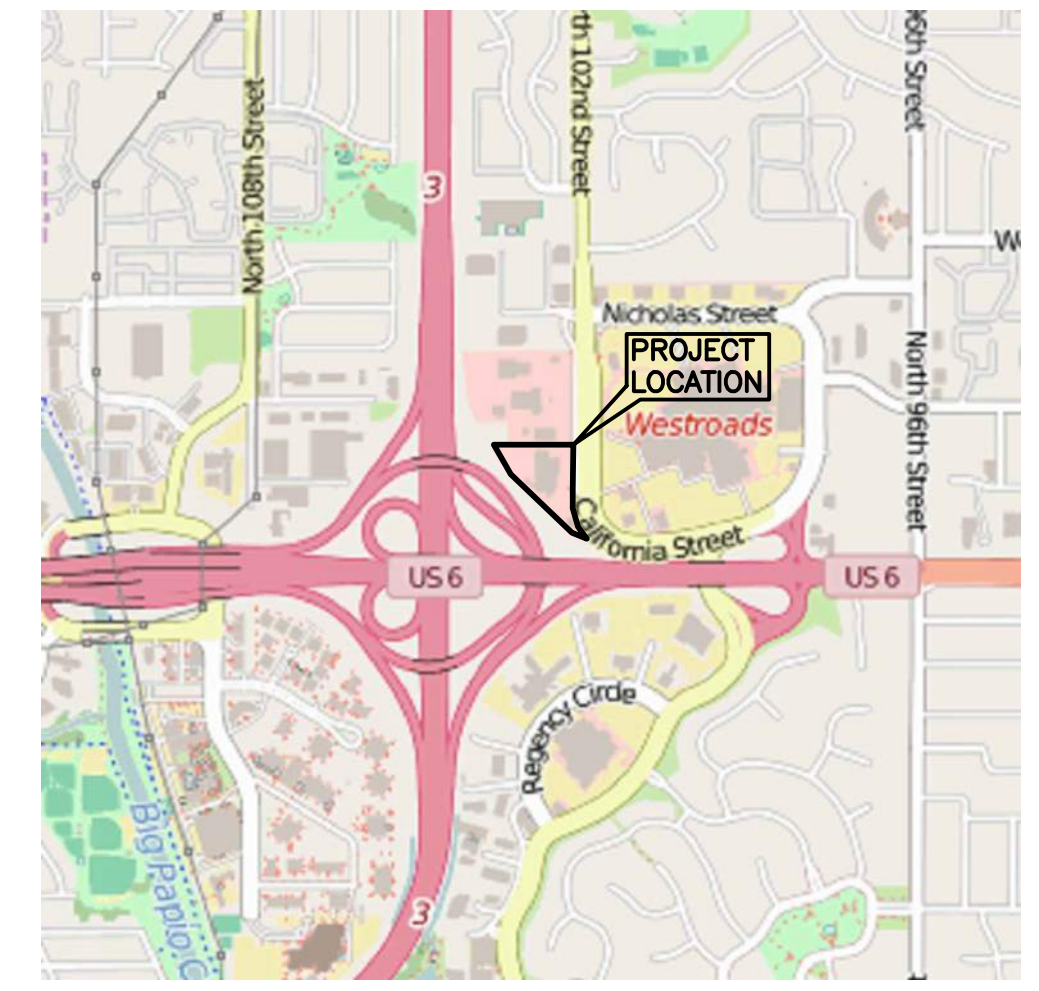 North 108th Street
3
th 102nd Street
96th Street
Nicholas Street
PROJECT
LOCATION
Westroads
North 96th Street
California Street
US 6
US 6
Regency Circle
Big Papio C
3